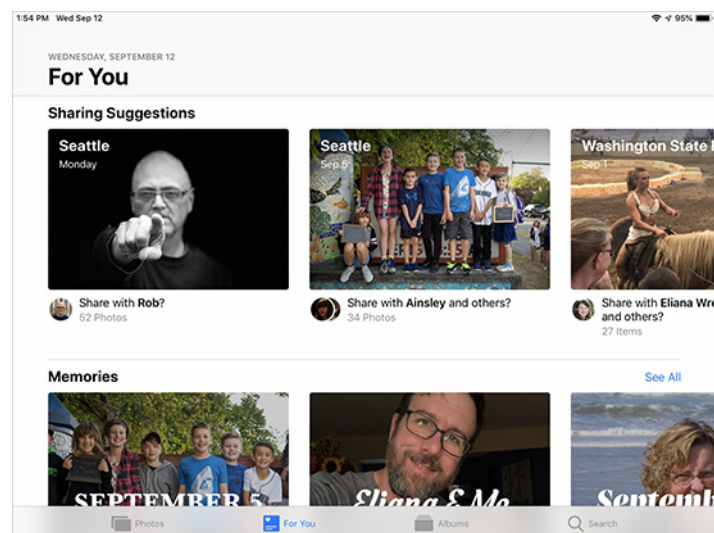 1:54 PM Wed Sep 12
95%
WEDNESDAY, SEPTEMBER 12
For You
Sharing Suggestions
Seattle
Monday
Seattle
Sep 5
Washington State
Sep 1
Share with Rob?
52 Photos
Share with Ainsley and others?
34 Photos
Share with Eliana Wre
and others?
27 Items
Memories
See All
SEPTEMBER 5
Eliana & Me
Septemb
Photos
For You
Albums
Search